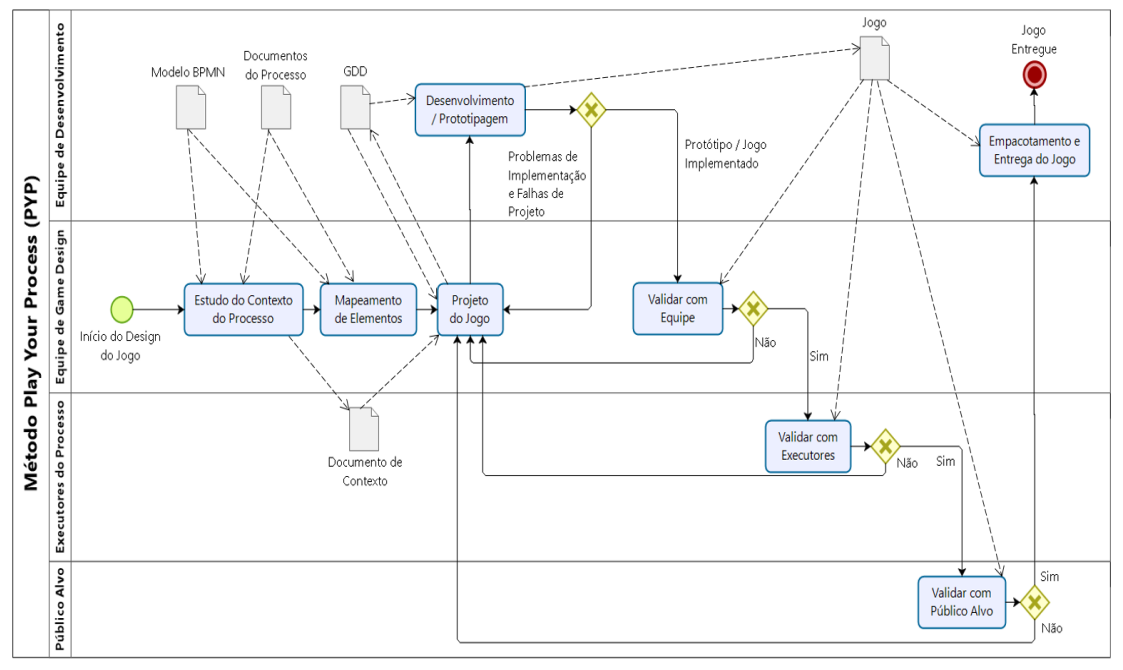 Método Play Your Process (PYP)
Equipe de Desenvolvimento
Equipe de Game Design
Executores do Processo
Público Alvo
Modelo BPMN
Documentos
do Processo
GDD
Desenvolvimento
/ Prototipagem
Jogo
Jogo
Entregue
Problemas de
Implementação
e Falhas de
Projeto
Protótipo / Jogo
Implementado
Empacotamento e
Entrega do Jogo
Início do Design
do Jogo
Estudo do Contexto
do Processo
Mapeamento
de Elementos
Projeto
do Jogo
Validar com
Equipe
Não
Sim
Documento de
Contexto
Validar com
Executores
Não
Sim
Validar com
Público Alvo
Sim
Não